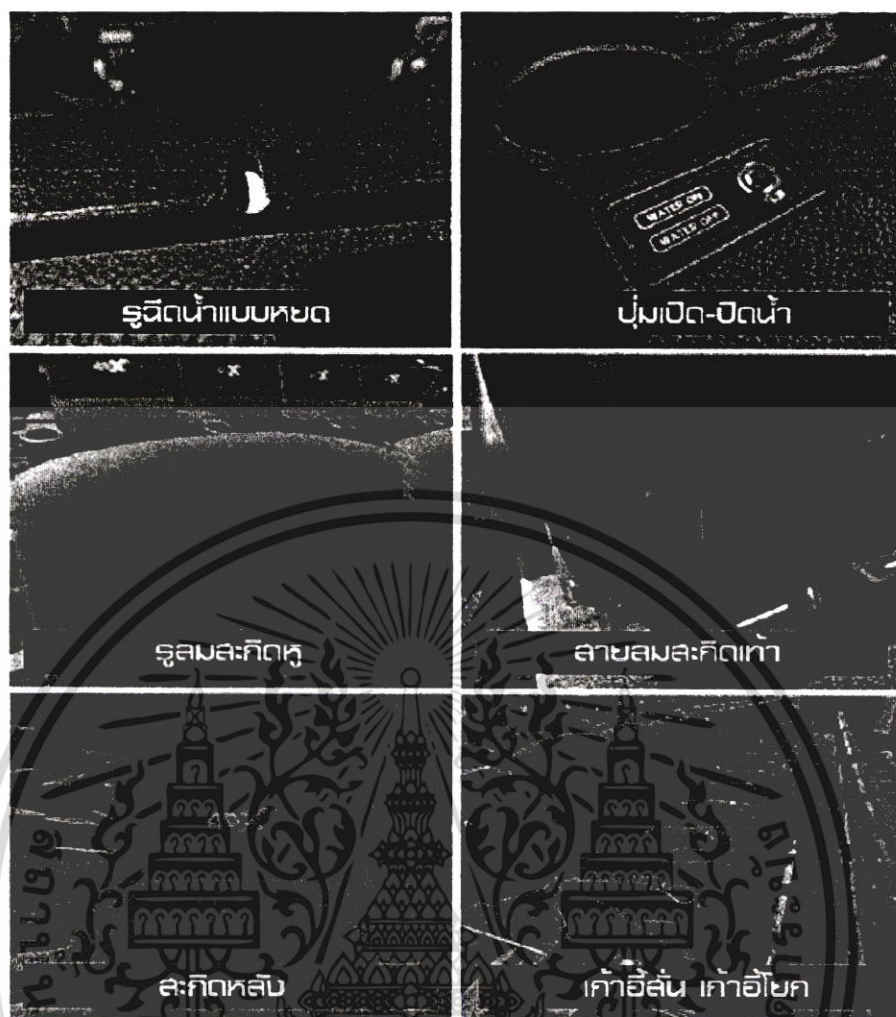 รูฉีดน้ำแบบหยด
WATER ON
WATER OFF
ปุ่มเปิด-ปิดน้ำ
รูลมสะกิดหู
สายลมสะกิดเท้า
สะกิดหลัง
เก้าอี้สั่น เก้าอี้โยก